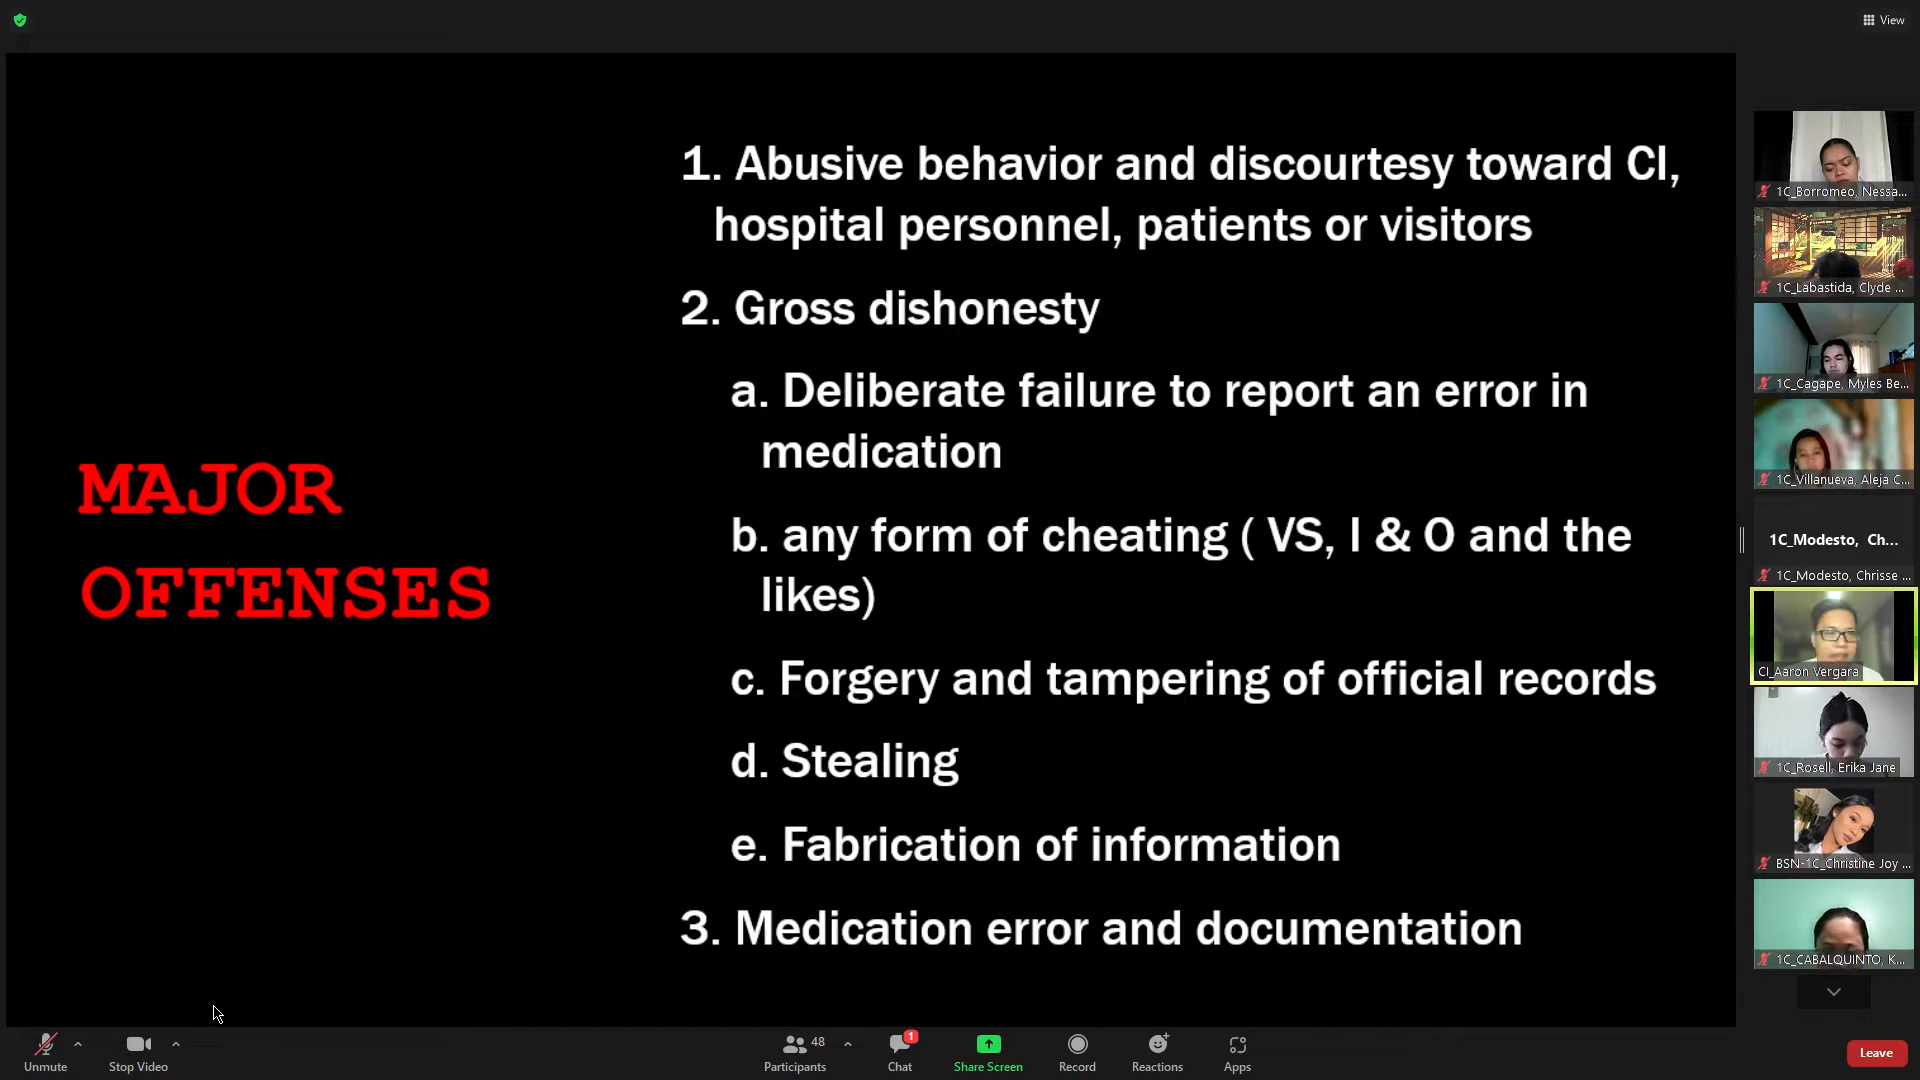 View
MAJOR
OFFENSES
1. Abusive behavior and discourtesy toward CI,
hospital personnel, patients or visitors
2. Gross dishonesty
a. Deliberate failure to report an error in
medication
b. any form of cheating ( VS, I & O and the
likes)
c. Forgery and tampering of official records
d. Stealing
e. Fabrication of information
3. Medication error and documentation
1C_Borromeo, Nessa...
1C_Labastida, Clyde ...
1C_Cagape, Myles Be...
1C_Villanueva, Aleja C...
1C_Modesto, Ch...
1C_Modesto, Chrisse ...
CI_Aaron Vergara
1C_Rosell, Erika Jane
BSN-1C_Christine Joy ...
1C_CABALQUINTO, K...
Unmute
Stop Video
48
Participants
1
Chat
Share Screen
Record
Reactions
Apps
Leave